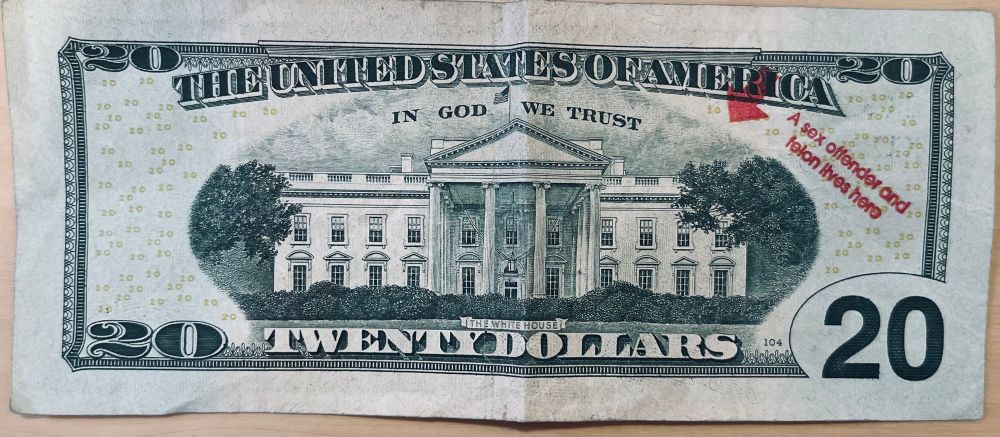 20 20
THE UNITED STATES OF AMERICA
IN GOD WE TRUST
A sex offender and
felon lives here
THE WHITE HOUSE
20 TWENTY DOLLARS 104 20